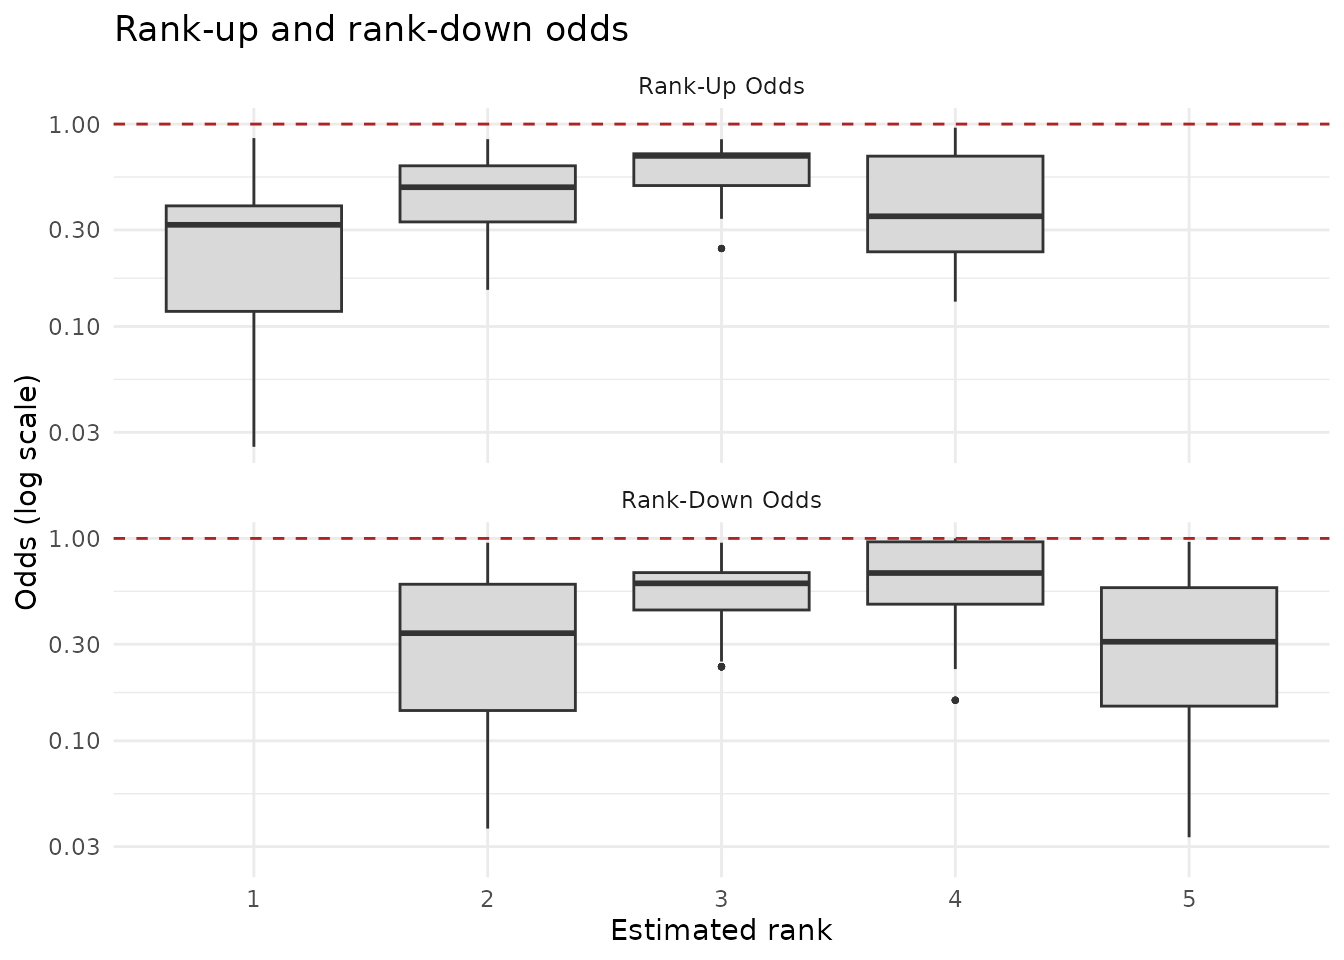 Rank-up and rank-down odds
Rank-Up Odds
1.00
0.30
0.10
0.03
Odds (log scale)
Rank-Down Odds
1.00
0.30
0.10
0.03
1 2 3 4 5
Estimated rank